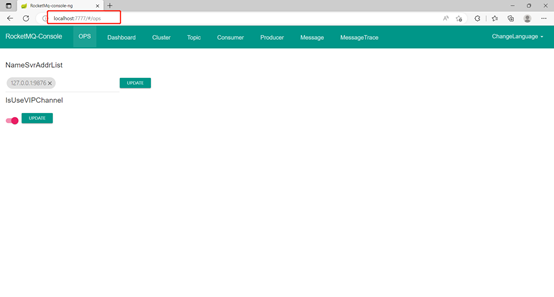 RocketMq-console-ng
localhost:7777/#/ops
RocketMQ-Console OPS Dashboard Cluster Topic Consumer Producer Message MessageTrace ChangeLanguage
NameSvrAddrList
127.0.0.1:9876 UPDATE
IsUseVIPChannel
UPDATE